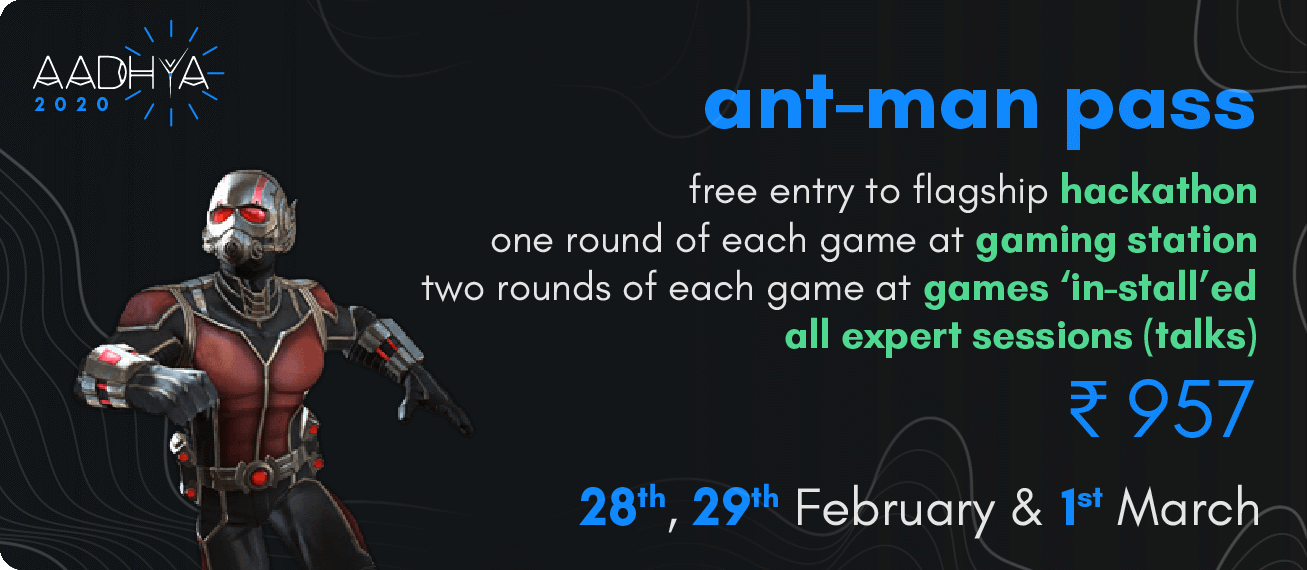 AADHYA
2020
ant-man pass
free entry to flagship hackathon
one round of each game at gaming station
two rounds of each game at games ‘in-stall’ed
all expert sessions (talks)
₹ 957
28th, 29th February & 1st March